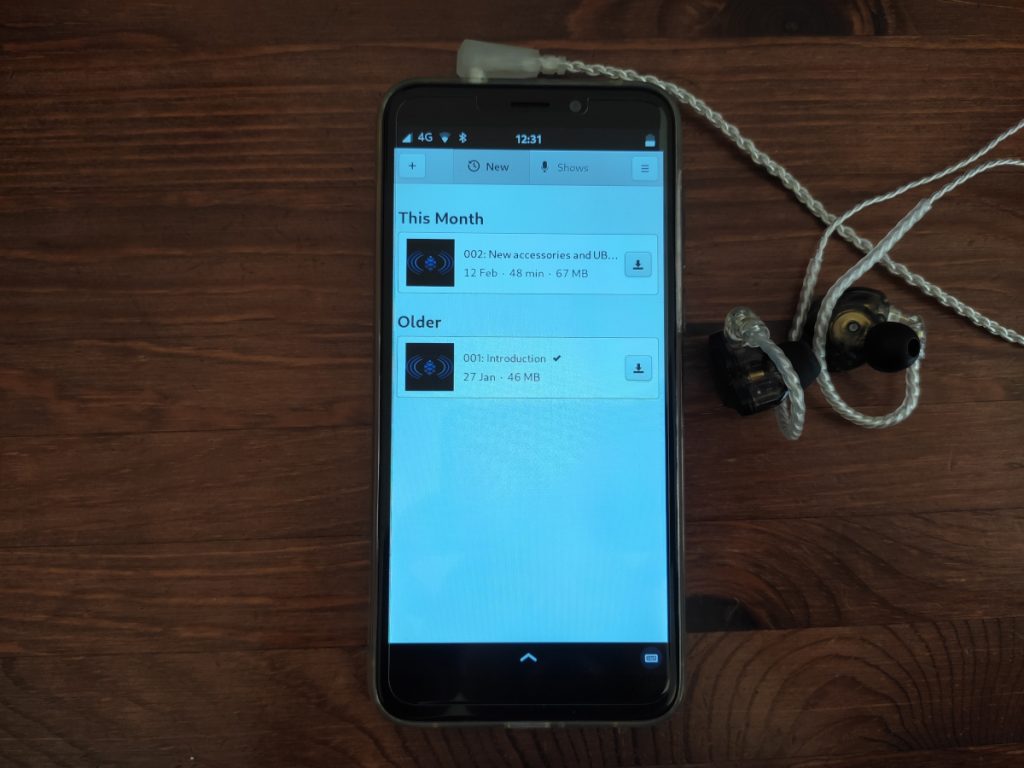 4G 12:31
+ New Shows
This Month
002: New accessories and UB...
12 Feb · 48 min · 67 MB
Older
001: Introduction ✔
27 Jan · 46 MB